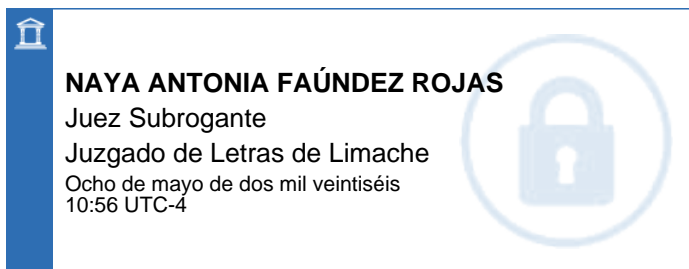 NAYA ANTONIA FAÚNDEZ ROJAS
Juez Subrogante
Juzgado de Letras de Limache
Ocho de mayo de dos mil veintiséis
10:56 UTC-4